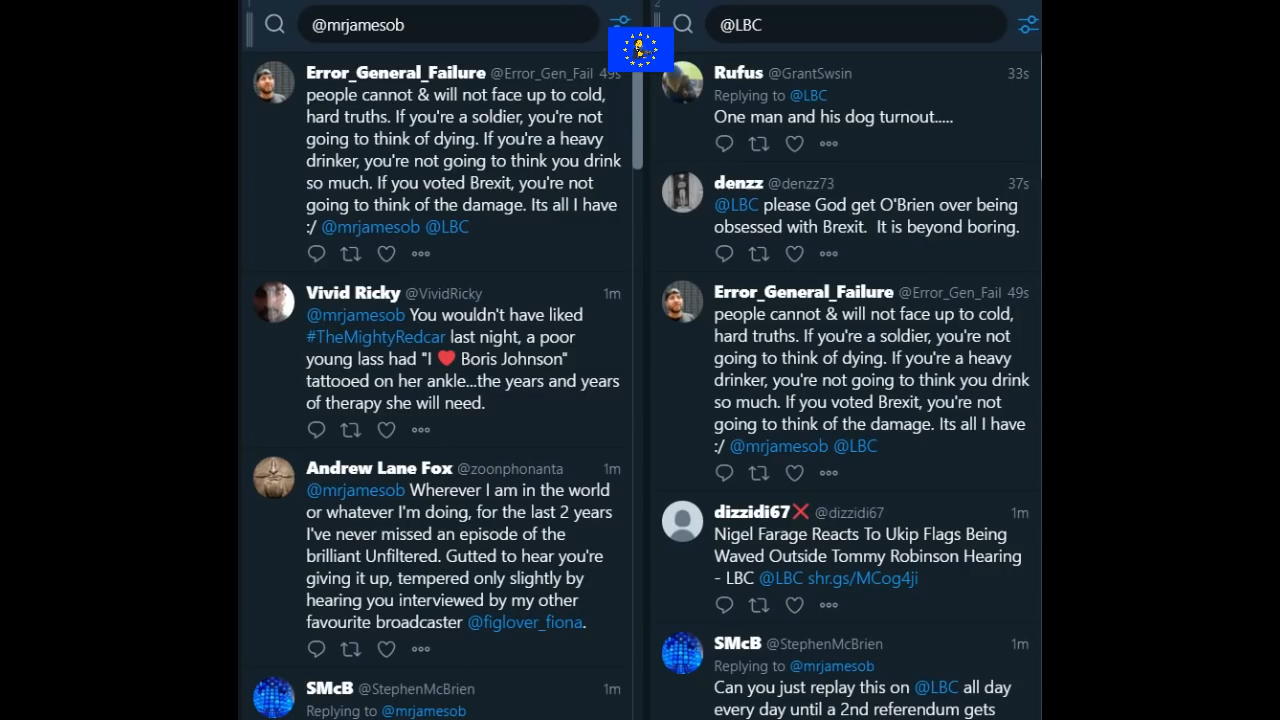 @mrjamesob
Error_General_Failure @Error_Gen_Fail 49s
people cannot & will not face up to cold,
hard truths. If you're a soldier, you're not
going to think of dying. If you're a heavy
drinker, you're not going to think you drink
so much. If you voted Brexit, you're not
going to think of the damage. Its all I have
:/ @mrjamesob @LBC
Vivid Ricky @VividRicky 1m
@mrjamesob You wouldn't have liked
#TheMightyRedcar last night, a poor
young lass had "I ❤ Boris Johnson"
tattooed on her ankle...the years and years
of therapy she will need.
Andrew Lane Fox @zoonphonanta 1m
@mrjamesob Wherever I am in the world
or whatever I'm doing, for the last 2 years
I've never missed an episode of the
brilliant Unfiltered. Gutted to hear you're
giving it up, tempered only slightly by
hearing you interviewed by my other
favourite broadcaster @figlover_fiona.
SMcB @StephenMcBrien 1m
Replying to @mrjamesob
2
@LBC
Rufus @GrantSwsin 33s
Replying to @LBC
One man and his dog turnout.....
denzz @denzz73 37s
@LBC please God get O'Brien over being
obsessed with Brexit. It is beyond boring.
Error_General_Failure @Error_Gen_Fail 49s
people cannot & will not face up to cold,
hard truths. If you're a soldier, you're not
going to think of dying. If you're a heavy
drinker, you're not going to think you drink
so much. If you voted Brexit, you're not
going to think of the damage. Its all I have
:/ @mrjamesob @LBC
dizzidi67❌ @dizzidi67 1m
Nigel Farage Reacts To Ukip Flags Being
Waved Outside Tommy Robinson Hearing
- LBC @LBC shr.gs/MCog4ji
SMcB @StephenMcBrien 1m
Replying to @mrjamesob
Can you just replay this on @LBC all day
every day until a 2nd referendum gets